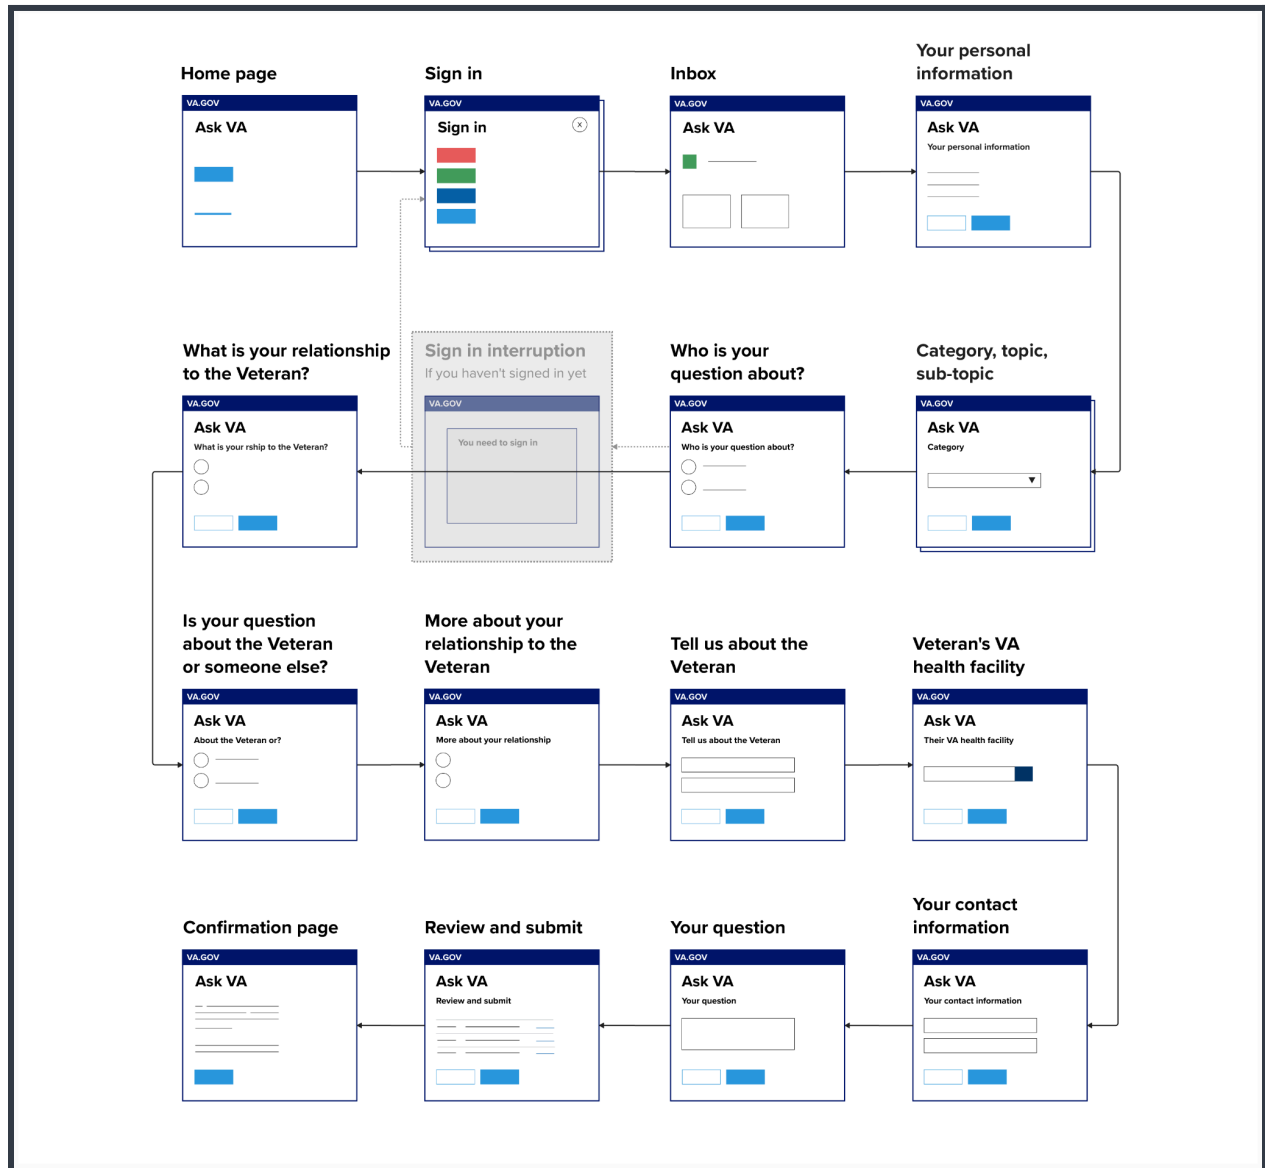 Home page
VA.GOV
Ask VA
Sign in
VA.GOV
Sign in
X
Inbox
VA.GOV
Ask VA
Your personal
information
VA.GOV
Ask VA
Your personal information
What is your relationship
to the Veteran?
VA.GOV
Ask VA
What is your rship to the Veteran?
Sign in interruption
If you haven't signed in yet
VA.GOV
You need to sign in
Who is your
question about?
VA.GOV
Ask VA
Who is your question about?
Category, topic,
sub-topic
VA.GOV
Ask VA
Category
Is your question
about the Veteran
or someone else?
VA.GOV
Ask VA
About the Veteran or?
More about your
relationship to the
Veteran
VA.GOV
Ask VA
More about your relationship
Tell us about the
Veteran
VA.GOV
Ask VA
Tell us about the Veteran
Veteran's VA
health facility
VA.GOV
Ask VA
Their VA health facility
Confirmation page
VA.GOV
Ask VA
Review and submit
VA.GOV
Ask VA
Review and submit
Your question
VA.GOV
Ask VA
Your question
Your contact
information
VA.GOV
Ask VA
Your contact information